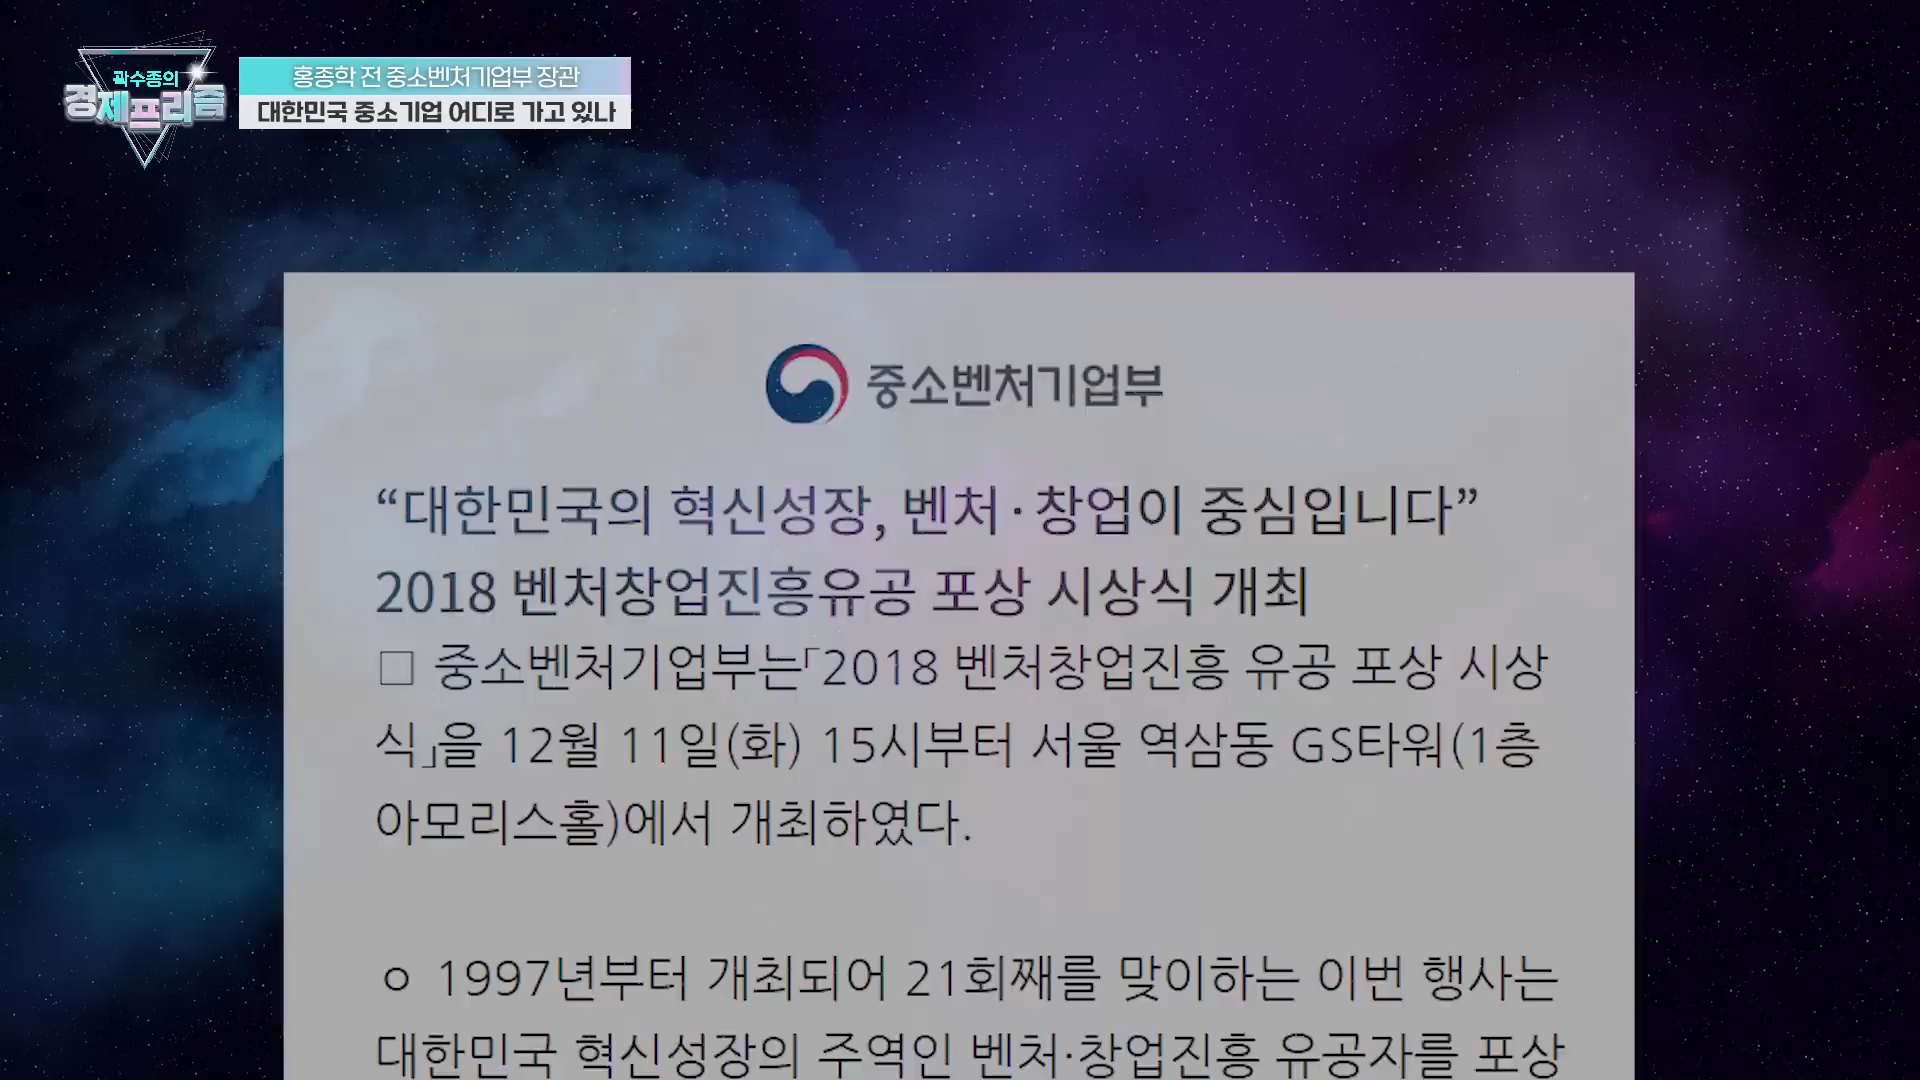 곽수종의
경제프리즘
홍종학 전 중소벤처기업부 장관
대한민국 중소기업 어디로 가고 있나
중소벤처기업부
“대한민국의 혁신성장, 벤처·창업이 중심입니다”
2018 벤처창업진흥유공 포상 시상식 개최
□ 중소벤처기업부는「2018 벤처창업진흥 유공 포상 시상
식」을 12월 11일(화) 15시부터 서울 역삼동 GS타워(1층
아모리스홀)에서 개최하였다.
ㅇ 1997년부터 개최되어 21회째를 맞이하는 이번 행사는
대한민국 혁신성장의 주역인 벤처·창업진흥 유공자를 포상